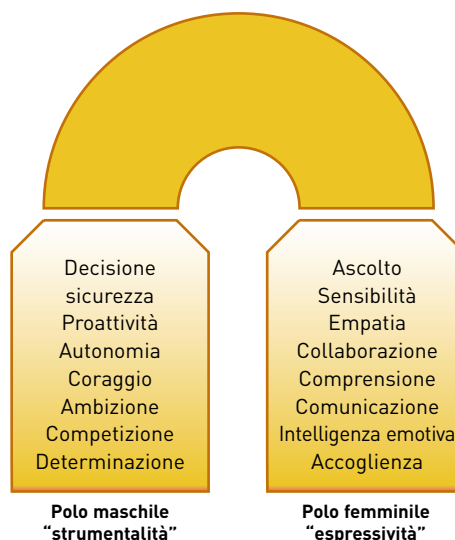 Decisione
sicurezza
Proattività
Autonomia
Coraggio
Ambizione
Competizione
Determinazione
Polo maschile
“strumentalità”
Ascolto
Sensibilità
Empatia
Collaborazione
Comprensione
Comunicazione
Intelligenza emotiva
Accoglienza
Polo femminile
“espressività”